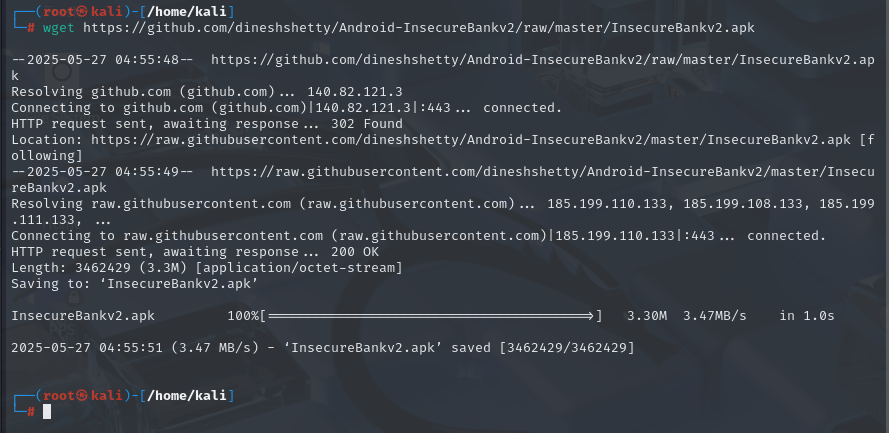 ┌──(root㉿kali)-[/home/kali]
└─# wget https://github.com/dineshshetty/Android-InsecureBankv2/raw/master/InsecureBankv2.apk
--2025-05-27 04:55:48--  https://github.com/dineshshetty/Android-InsecureBankv2/raw/master/InsecureBankv2.ap
k
Resolving github.com (github.com)... 140.82.121.3
Connecting to github.com (github.com)|140.82.121.3|:443... connected.
HTTP request sent, awaiting response... 302 Found
Location: https://raw.githubusercontent.com/dineshshetty/Android-InsecureBankv2/master/InsecureBankv2.apk [f
ollowing]
--2025-05-27 04:55:49--  https://raw.githubusercontent.com/dineshshetty/Android-InsecureBankv2/master/Insecu
reBankv2.apk
Resolving raw.githubusercontent.com (raw.githubusercontent.com)... 185.199.110.133, 185.199.108.133, 185.199
.111.133, ...
Connecting to raw.githubusercontent.com (raw.githubusercontent.com)|185.199.110.133|:443... connected.
HTTP request sent, awaiting response... 200 OK
Length: 3462429 (3.3M) [application/octet-stream]
Saving to: ‘InsecureBankv2.apk’
InsecureBankv2.apk         100%[========================================>]   3.30M  3.47MB/s    in 1.0s
2025-05-27 04:55:51 (3.47 MB/s) - ‘InsecureBankv2.apk’ saved [3462429/3462429]
┌──(root㉿kali)-[/home/kali]
└─#